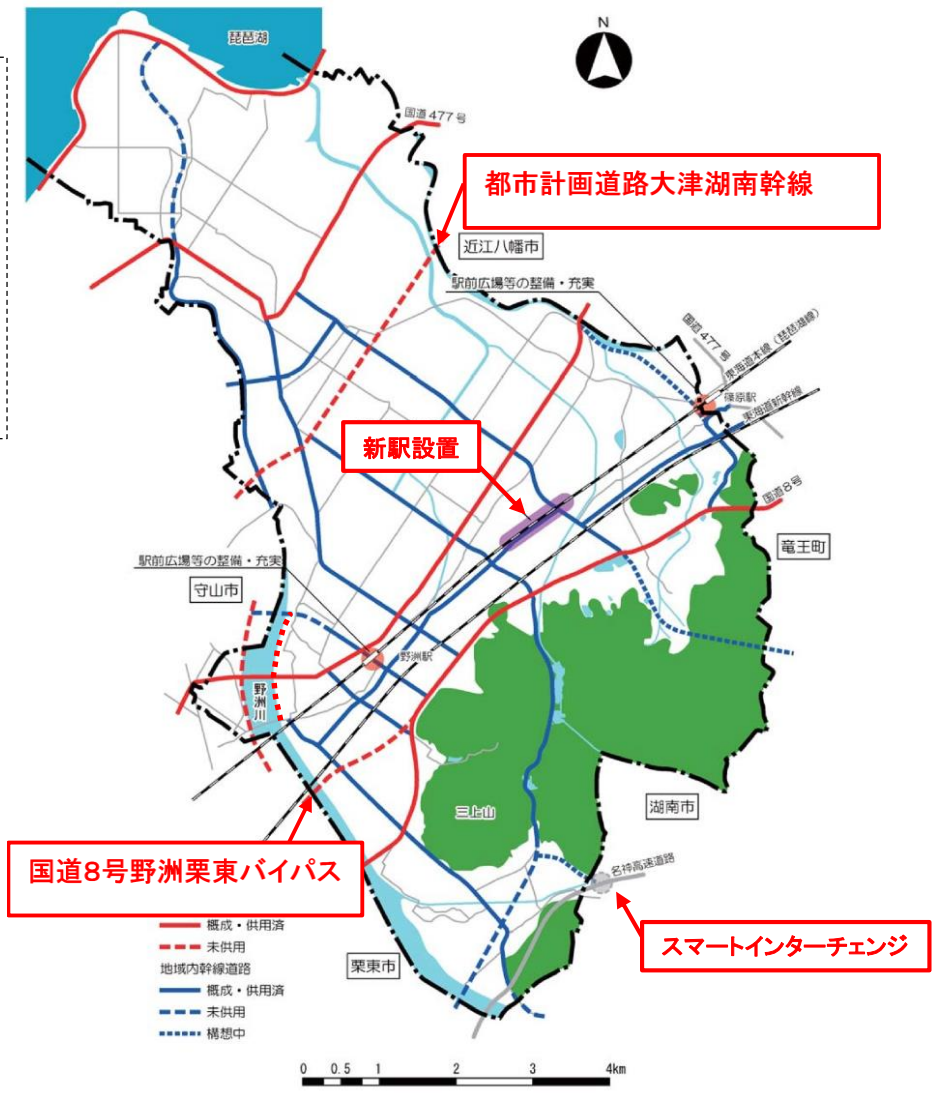 琵琶湖
N
国道477号
都市計画道路大津湖南幹線
近江八幡市
駅前広場等の整備・充実
国道477号
東海道本線（琵琶湖線）
篠原駅
東海道新幹線
新駅設置
国道8号
竜王町
駅前広場等の整備・充実
守山市
野洲駅
野洲川
湖南市
三上山
国道8号野洲栗東バイパス
名神高速道路
概成・供用済
スマートインターチェンジ
未供用
地域内幹線道路
栗東市
概成・供用済
未供用
構想中
0 0.5 1 2 3 4km